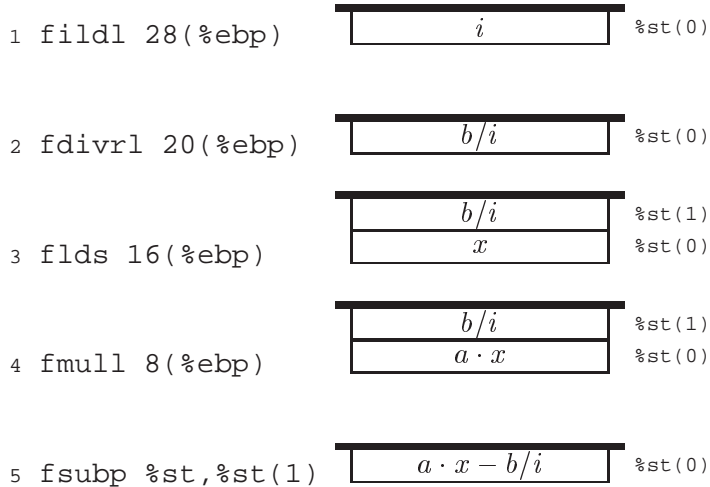 i %st(0)
1 fildl 28(%ebp)
2 fdivrl 20(%ebp) b/i %st(0)
b/i %st(1)
3 flds 16(%ebp) x %st(0)
b/i %st(1)
4 fmull 8(%ebp) a · x %st(0)
5 fsubp %st,%st(1) a · x − b/i %st(0)